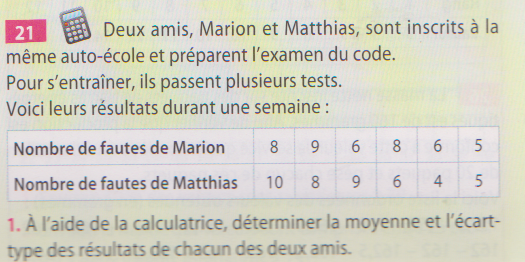 21 Deux amis, Marion et Matthias, sont inscrits à la
même auto-école et préparent l'examen du code.
Pour s'entraîner, ils passent plusieurs tests.
Voici leurs résultats durant une semaine :
Nombre de fautes de Marion 8 9 6 8 6 5
Nombre de fautes de Matthias 10 8 9 6 4 5
1. À l'aide de la calculatrice, déterminer la moyenne et l'écart-
type des résultats de chacun des deux amis.